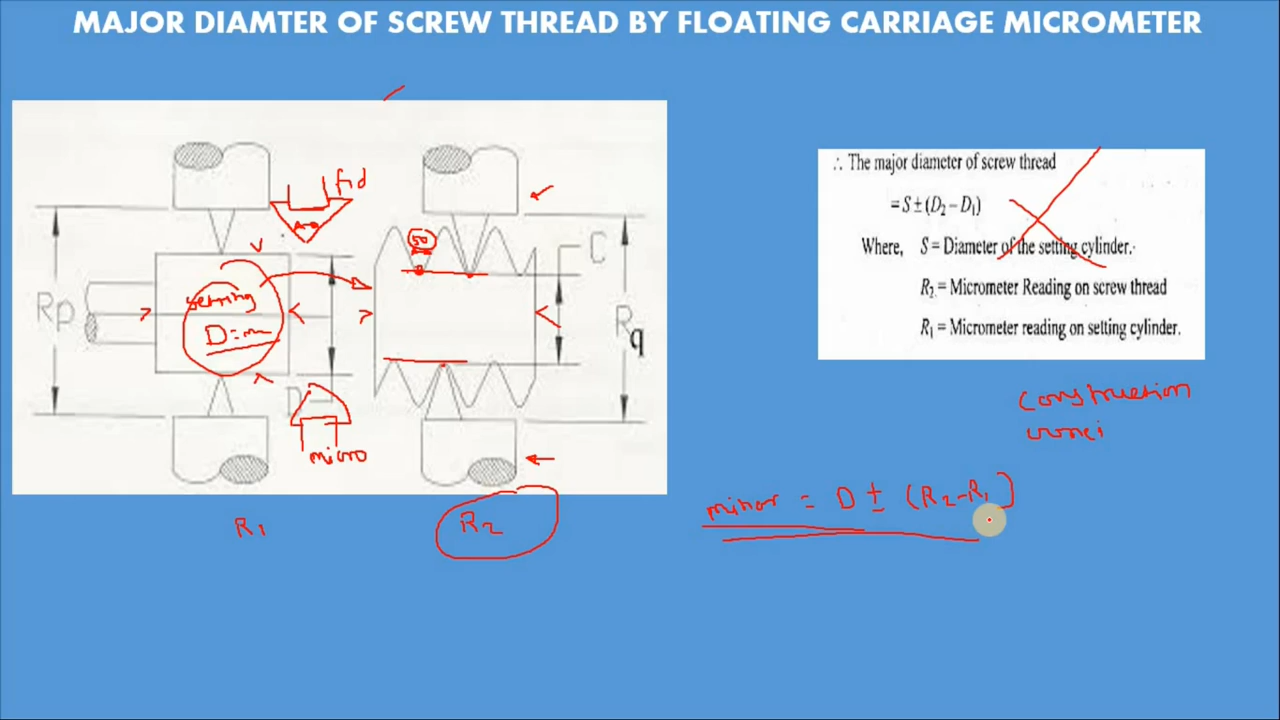 MAJOR DIAMTER OF SCREW THREAD BY FLOATING CARRIAGE MICROMETER
fid
50
C
Rp
setting
D=m
Rq
D
micro
R1
R2
∴ The major diameter of screw thread
= S ± (D₂ – D₁)
Where, S = Diameter of the setting cylinder.
R₂ = Micrometer Reading on screw thread
R₁ = Micrometer reading on setting cylinder.
construction
minor = D ± (R2-R1)